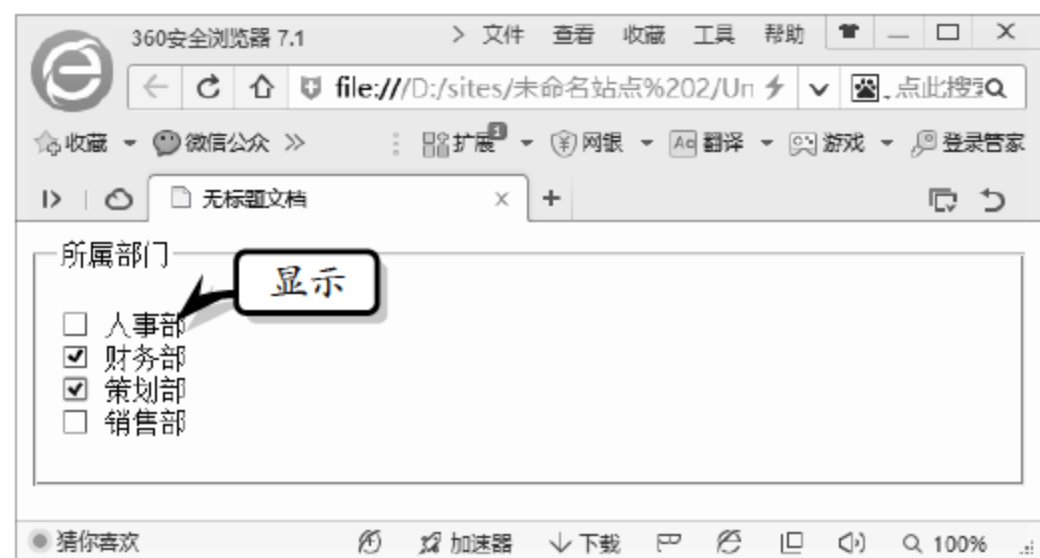 360安全浏览器 7.1 > 文件 查看 收藏 工具 帮助
file:///D:/sites/未命名站点%202/Un 点此搜索
收藏 微信公众 >> 扩展 1 网银 Aq 翻译 游戏 登录管家
无标题文档
所属部门
显示
人事部
财务部
策划部
销售部
猜你喜欢 加速器 下载 100%